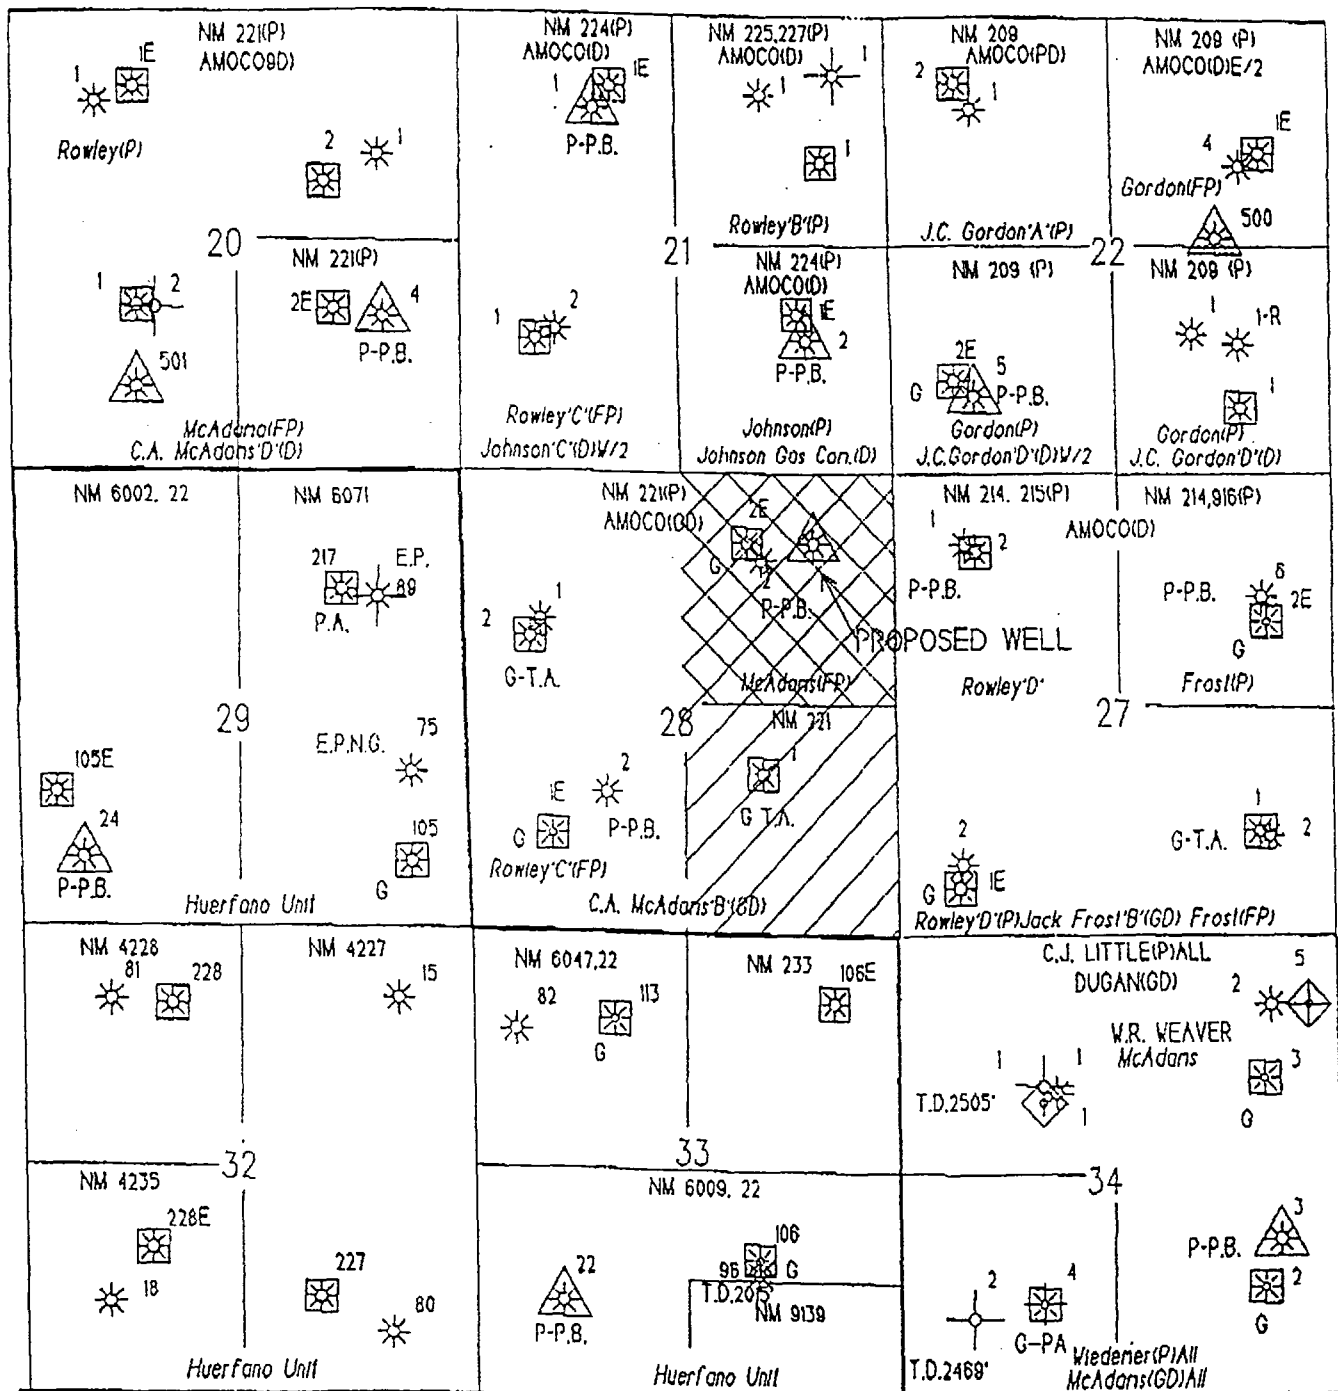 NM 221(P)
AMOCO9D)
1
1E
Rowley(P)
2
1
20
NM 224(P)
AMOCO(D)
1
1E
P-P.B.
21
NM 225,227(P)
AMOCO(D)
1
1
1
Rowley'B'(P)
NM 209
AMOCO(PD)
2
1
J.C. Gordon'A'(P)
22
NM 209 (P)
AMOCO(D)E/2
1E
4
Gordon(FP)
500
1
2
501
McAdams(FP)
C.A. McAdams'D'(D)
NM 221(P)
2E
4
P-P.B.
1
2
Rowley'C'(FP)
Johnson'C'(D)W/2
NM 224(P)
AMOCO(D)
1E
2
P-P.B.
Johnson(P)
Johnson Gas Com.(D)
NM 209 (P)
2E
5
G
P-P.B.
Gordon(P)
J.C.Gordon'D'(D)W/2
NM 209 (P)
1
1-R
1
Gordon(P)
J.C. Gordon'D'(D)
NM 6002. 22
NM 6071
217
E.P.
89
P.A.
29
E.P.N.G.
75
105E
24
P-P.B.
105
G
Huerfano Unit
NM 221(P)
AMOCO(GD)
2E
G
2
P-P.B.
1
PROPOSED WELL
2
1
G-T.A.
McAdams(FP)
28
NM 221
1
G T.A.
1E
2
G
P-P.B.
Rowley'C'(FP)
C.A. McAdams'B'(GD)
NM 214. 215(P)
NM 214,916(P)
AMOCO(D)
1
2
P-P.B.
P-P.B.
6
2E
G
Rowley'D'
Frost(P)
27
1
G-T.A.
2
2
G
1E
Rowley'D'(P)Jack Frost'B'(GD) Frost(FP)
NM 4228
NM 4227
81
228
15
32
NM 4235
228E
18
227
80
Huerfano Unit
NM 6047,22
NM 233
82
113
G
106E
33
NM 6009. 22
22
P-P.B.
106
96
G
T.D.2015'
NM 9139
Huerfano Unit
C.J. LITTLE(P)ALL
DUGAN(GD)
2
5
W.R. WEAVER
McAdams
1
1
T.D.2505'
1
3
G
34
3
P-P.B.
2
4
2
G-PA
G
T.D.2469'
Wiedemer(P)All
McAdams(GD)All